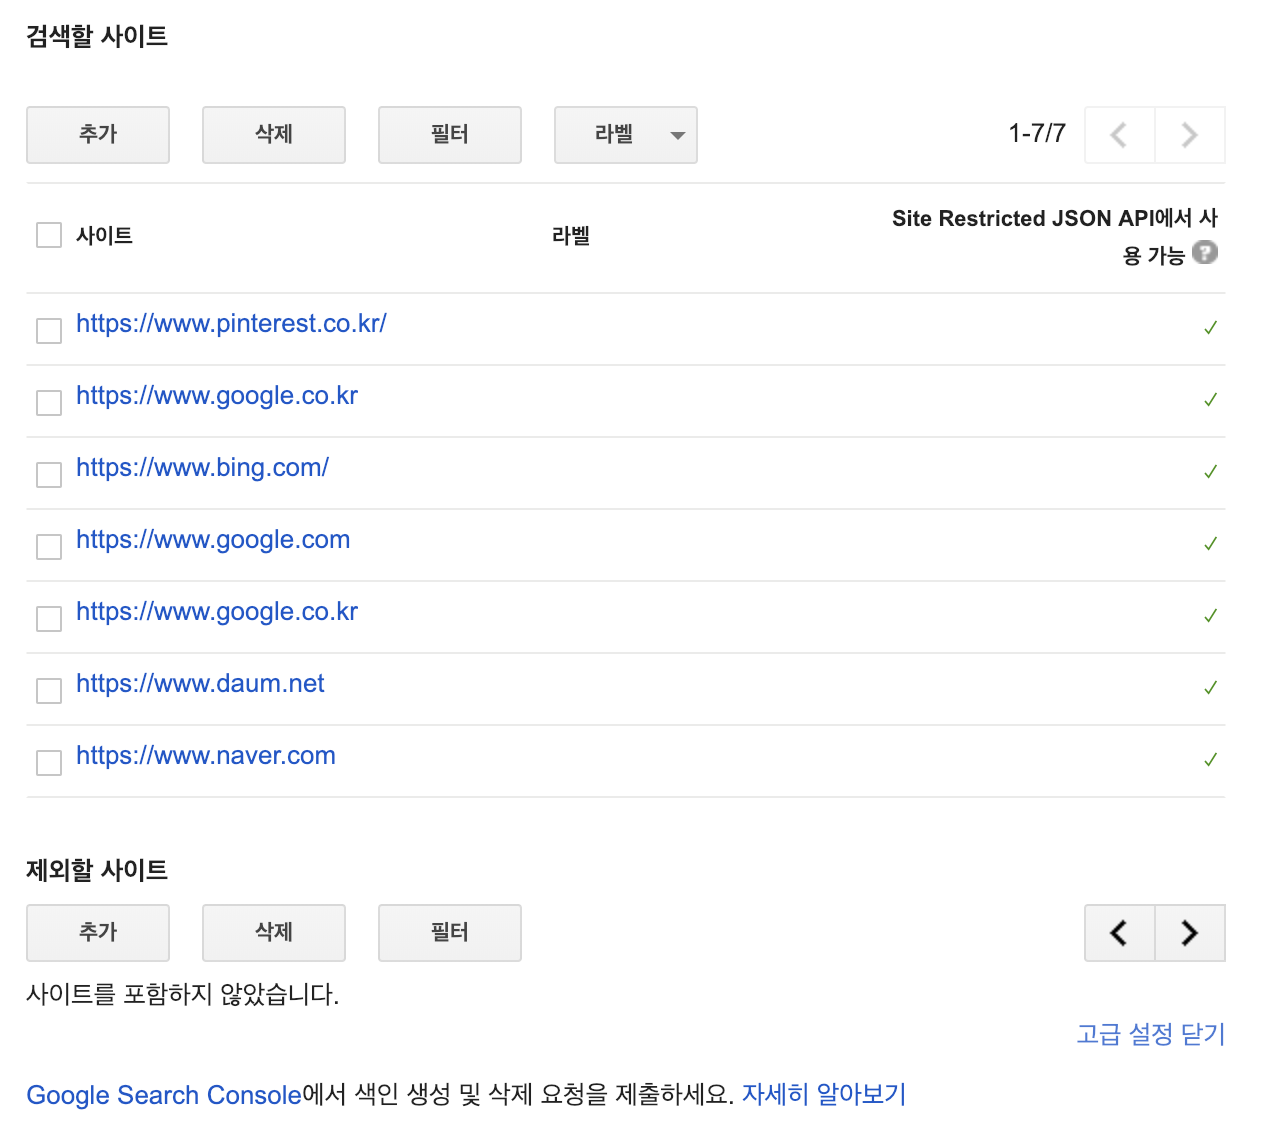 검색할 사이트
추가 삭제 필터 라벨 1-7/7
사이트 라벨 Site Restricted JSON API에서 사
용 가능 ?
https://www.pinterest.co.kr/
https://www.google.co.kr
https://www.bing.com/
https://www.google.com
https://www.google.co.kr
https://www.daum.net
https://www.naver.com
제외할 사이트
추가 삭제 필터
사이트를 포함하지 않았습니다.
고급 설정 닫기
Google Search Console에서 색인 생성 및 삭제 요청을 제출하세요. 자세히 알아보기